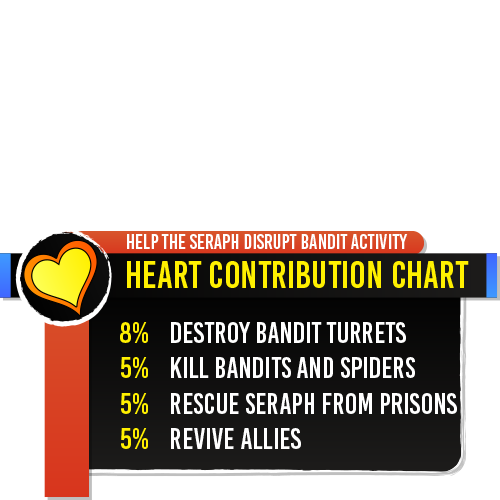 HELP THE SERAPH DISRUPT BANDIT ACTIVITY
HEART CONTRIBUTION CHART
8% DESTROY BANDIT TURRETS
5% KILL BANDITS AND SPIDERS
5% RESCUE SERAPH FROM PRISONS
5% REVIVE ALLIES